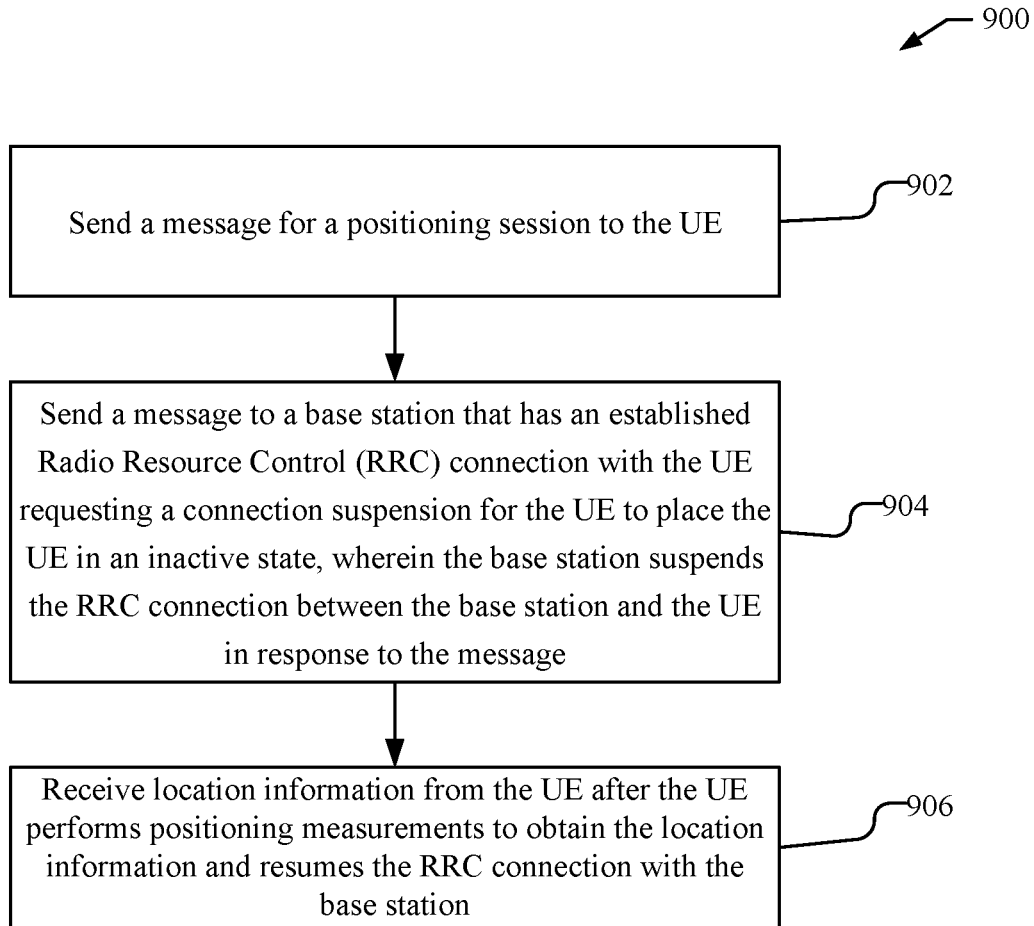 900
Send a message for a positioning session to the UE
902
Send a message to a base station that has an established
Radio Resource Control (RRC) connection with the UE
requesting a connection suspension for the UE to place the
UE in an inactive state, wherein the base station suspends
the RRC connection between the base station and the UE
in response to the message
904
Receive location information from the UE after the UE
performs positioning measurements to obtain the location
information and resumes the RRC connection with the
base station
906